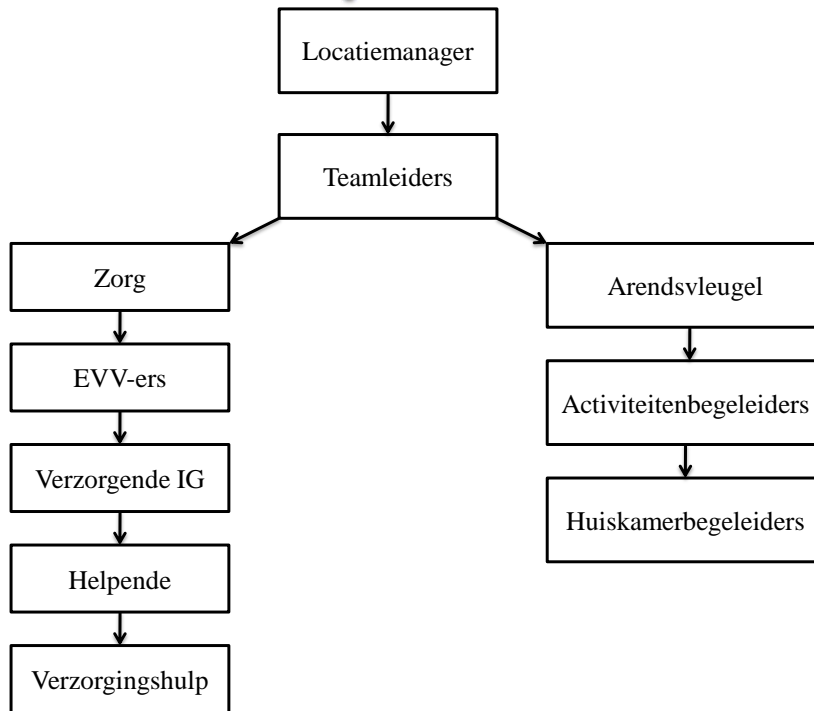 Locatiemanager
Teamleiders
Zorg
EVV-ers
Verzorgende IG
Helpende
Verzorgingshulp
Arendsvleugel
Activiteitenbegeleiders
Huiskamerbegeleiders